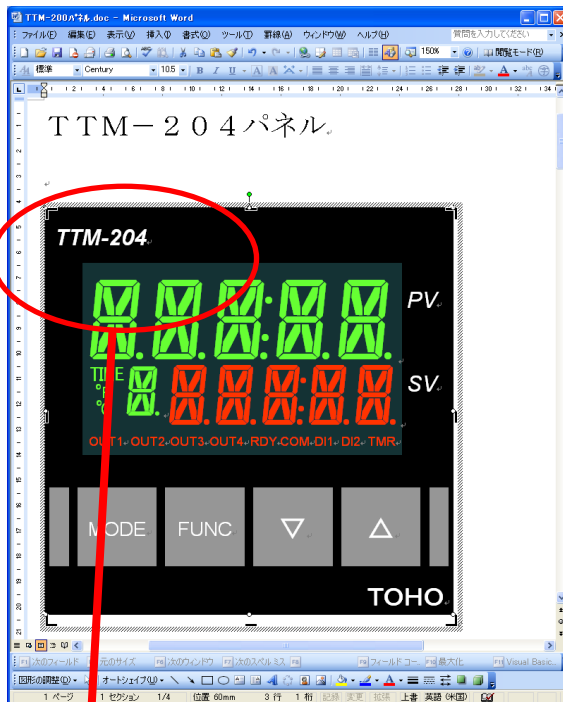 TTM-200パネル.doc - Microsoft Word
ファイル(F) 編集(E) 表示(V) 挿入(I) 書式(O) ツール(T) 罫線(A) ウィンドウ(W) ヘルプ(H) 質問を入力してください
150% 閲覧モード(R)
標準 Century 10.5 B I U
TTM－204パネル
TTM-204
PV
TIME
°F
°C
SV
OUT1 OUT2 OUT3 OUT4 RDY COM DI1 DI2 TMR
MODE FUNC ▽ △
TOHO
F1 次のフィールド 元のサイズ F6 次のウィンドウ F7 次のスペル ミス F8 F9 フィールド コー.. F10 最大化 F11 Visual Basic..
図形の調整(D) オートシェイプ(U)
1 ページ 1 セクション 1/4 位置 60mm 3 行 1 桁 記録 変更 拡張 上書 英語 (米国)